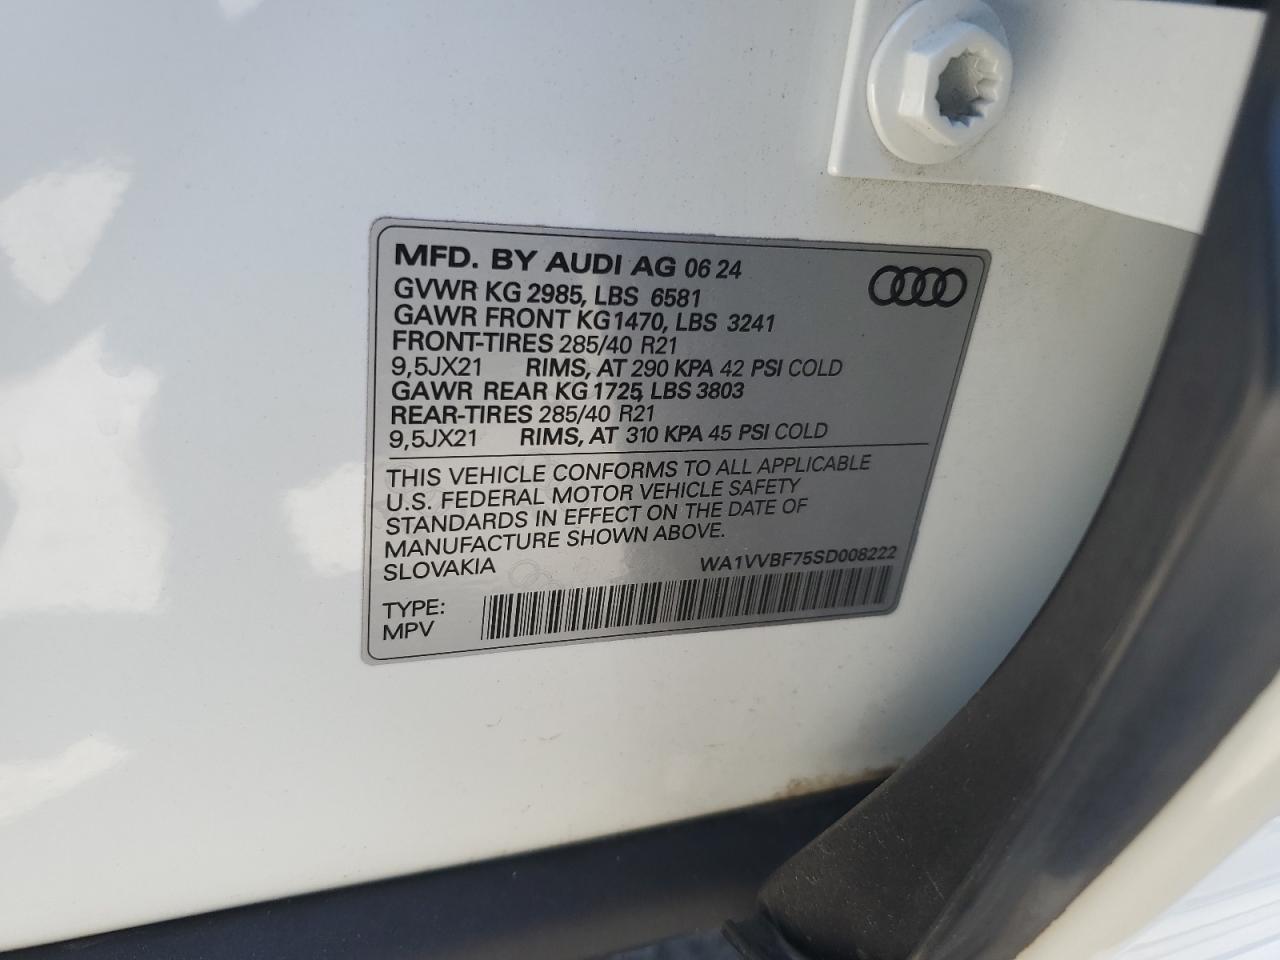 MFD. BY AUDI AG 06 24
GVWR KG 2985, LBS 6581
GAWR FRONT KG1470, LBS 3241
FRONT-TIRES 285/40 R21
9,5JX21 RIMS, AT 290 KPA 42 PSI COLD
GAWR REAR KG 1725, LBS 3803
REAR-TIRES 285/40 R21
9,5JX21 RIMS, AT 310 KPA 45 PSI COLD
THIS VEHICLE CONFORMS TO ALL APPLICABLE
U.S. FEDERAL MOTOR VEHICLE SAFETY
STANDARDS IN EFFECT ON THE DATE OF
MANUFACTURE SHOWN ABOVE.
SLOVAKIA WA1VVBF75SD008222
TYPE:
MPV